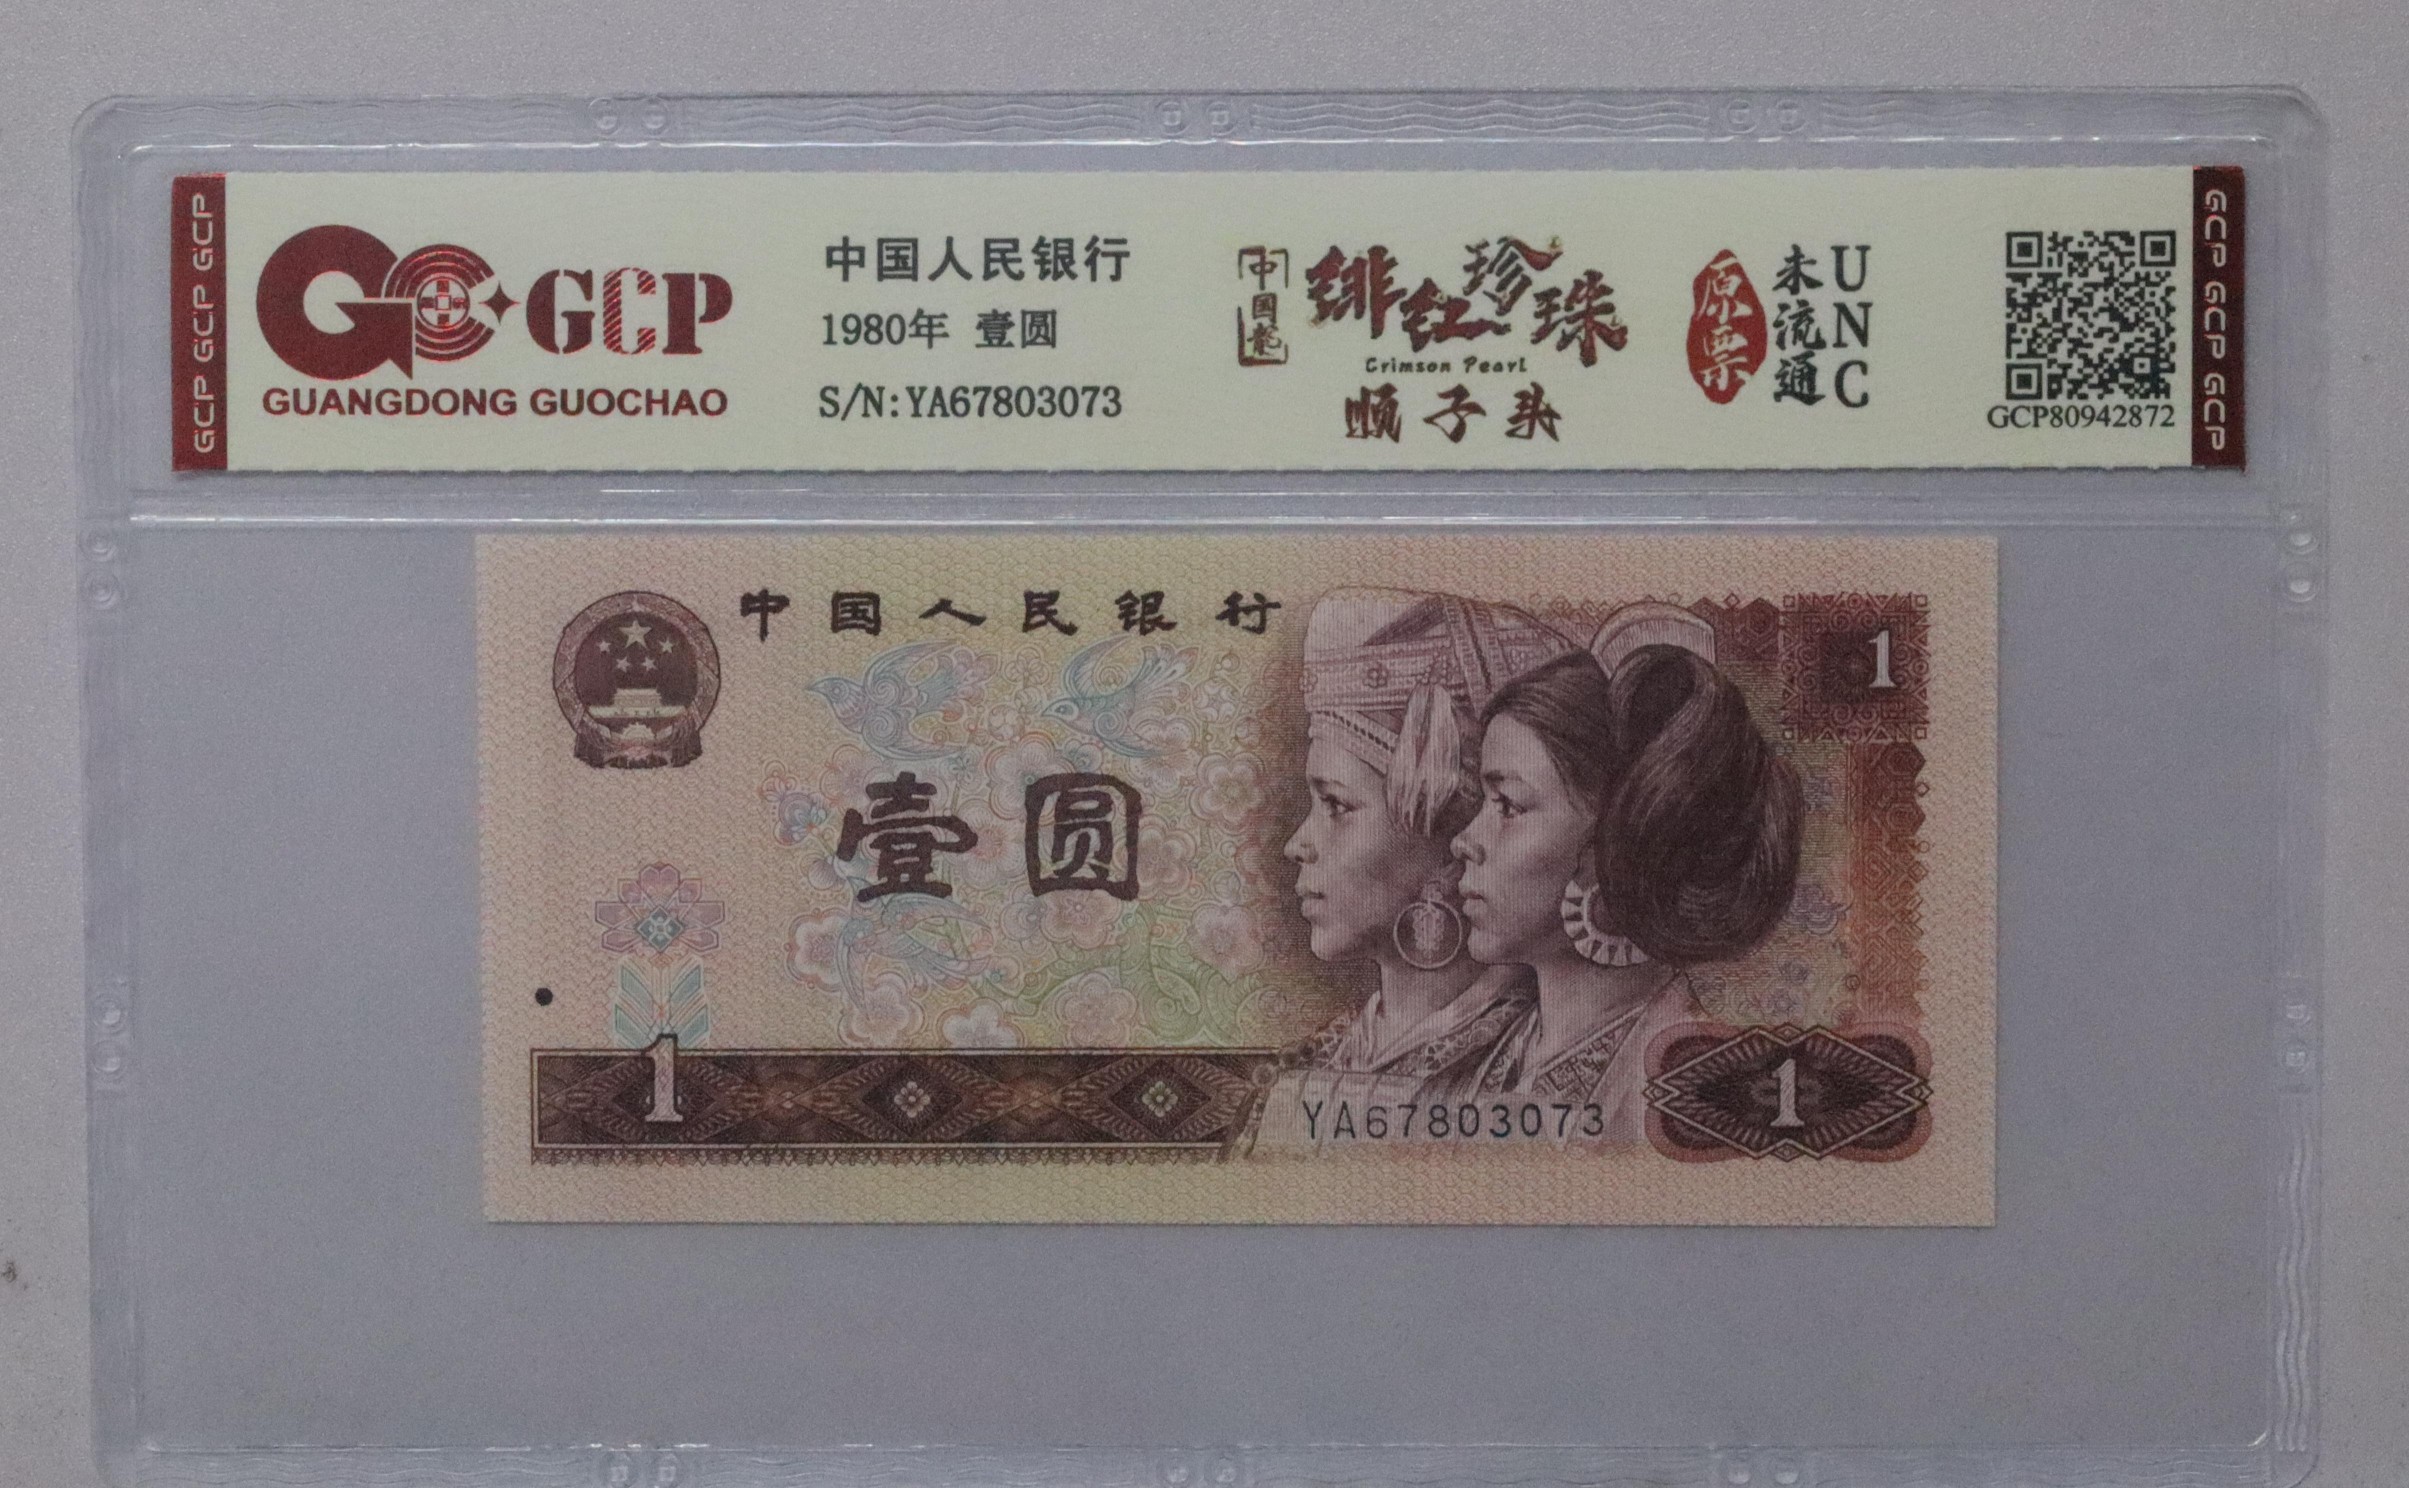 GCP GCP GCP
GCP
GUANGDONG GUOCHAO
中国人民银行
1980年 壹圆
S/N:YA67803073
中国龍
绯红珍珠
Crimson Pearl
顺子头
原票
未流通
UNC
GCP80942872
GCP GCP GCP
中国人民银行
1
壹圆
1
YA67803073
1